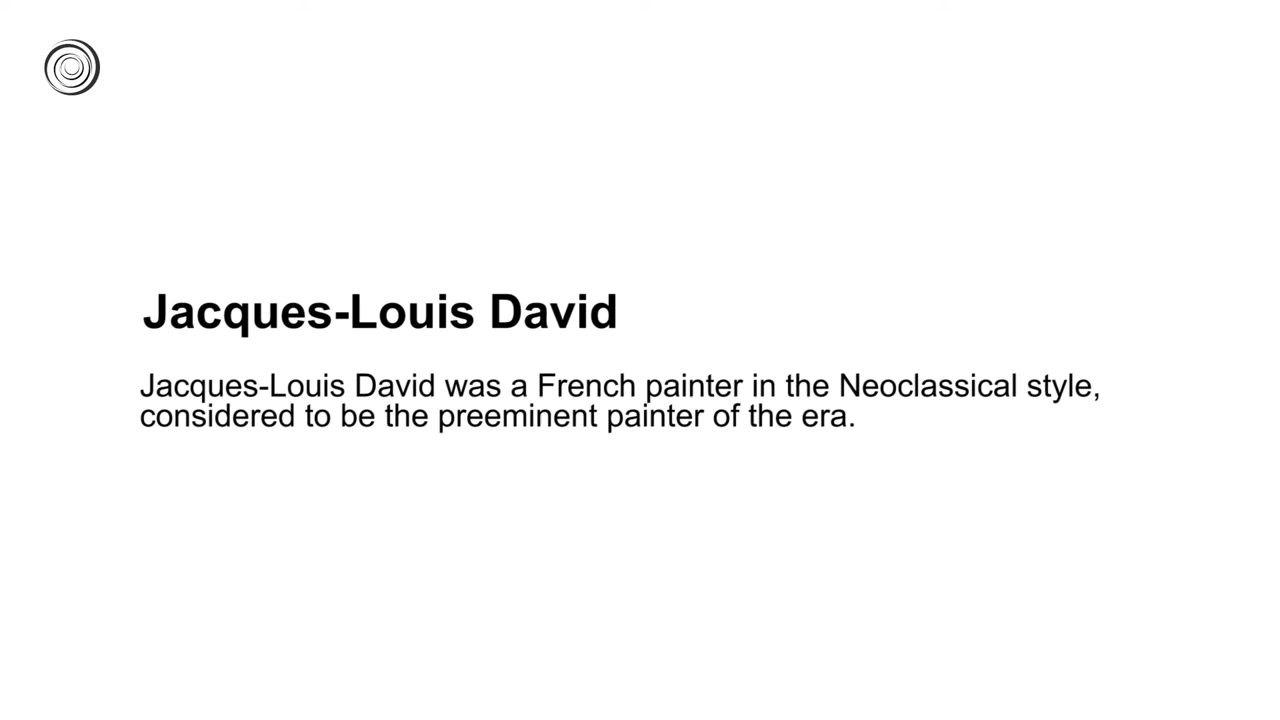 Jacques-Louis David
Jacques-Louis David was a French painter in the Neoclassical style,
considered to be the preeminent painter of the era.